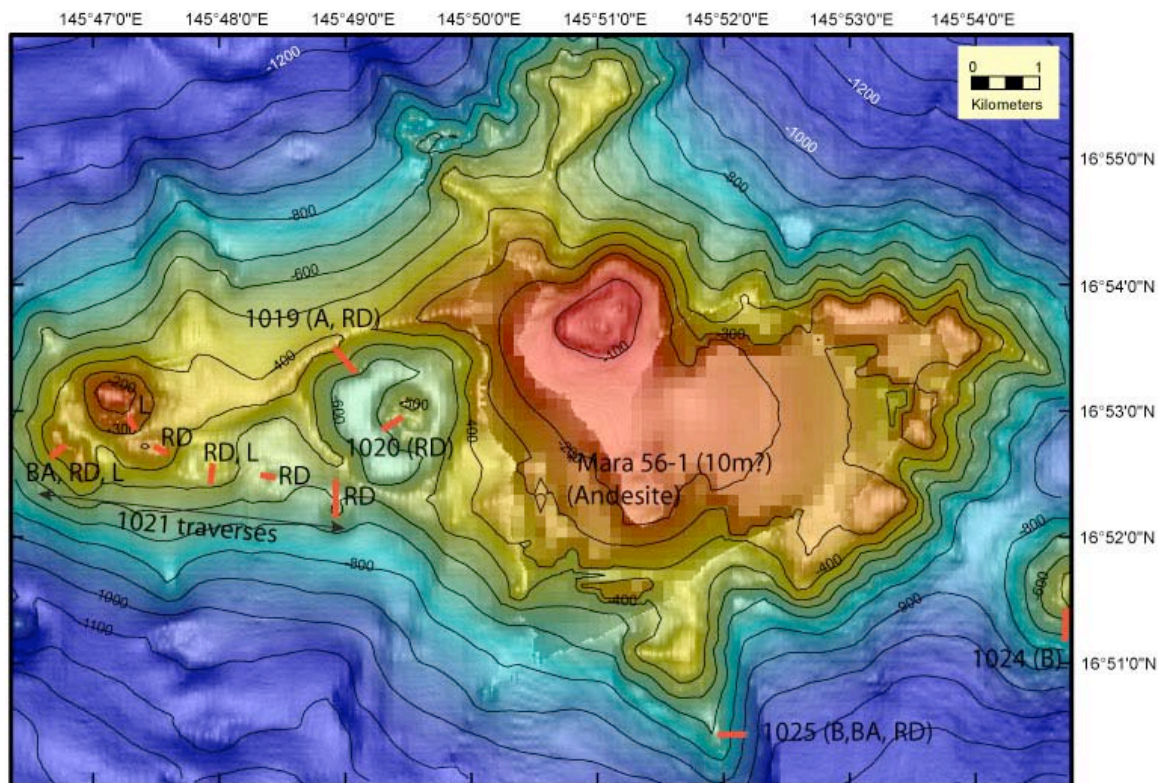 145°47'0"E 145°48'0"E 145°49'0"E 145°50'0"E 145°51'0"E 145°52'0"E 145°53'0"E 145°54'0"E
0 1
Kilometers
-1200
-1200
-1000
-800
-800
-600
16°55'0"N
16°54'0"N
16°53'0"N
16°52'0"N
16°51'0"N
1019 (A, RD)
-400
-300
-100
-200
-300
L
600
-500
400
RD
RD, L
1020 (RD)
BA, RD, L
RD
RD
1021 traverses
-200
Mara 56-1 (10m?)
(Andesite)
-800
-400
-400
-800
-600
-900
-1000
-1100
1024 (B)
1025 (B,BA, RD)